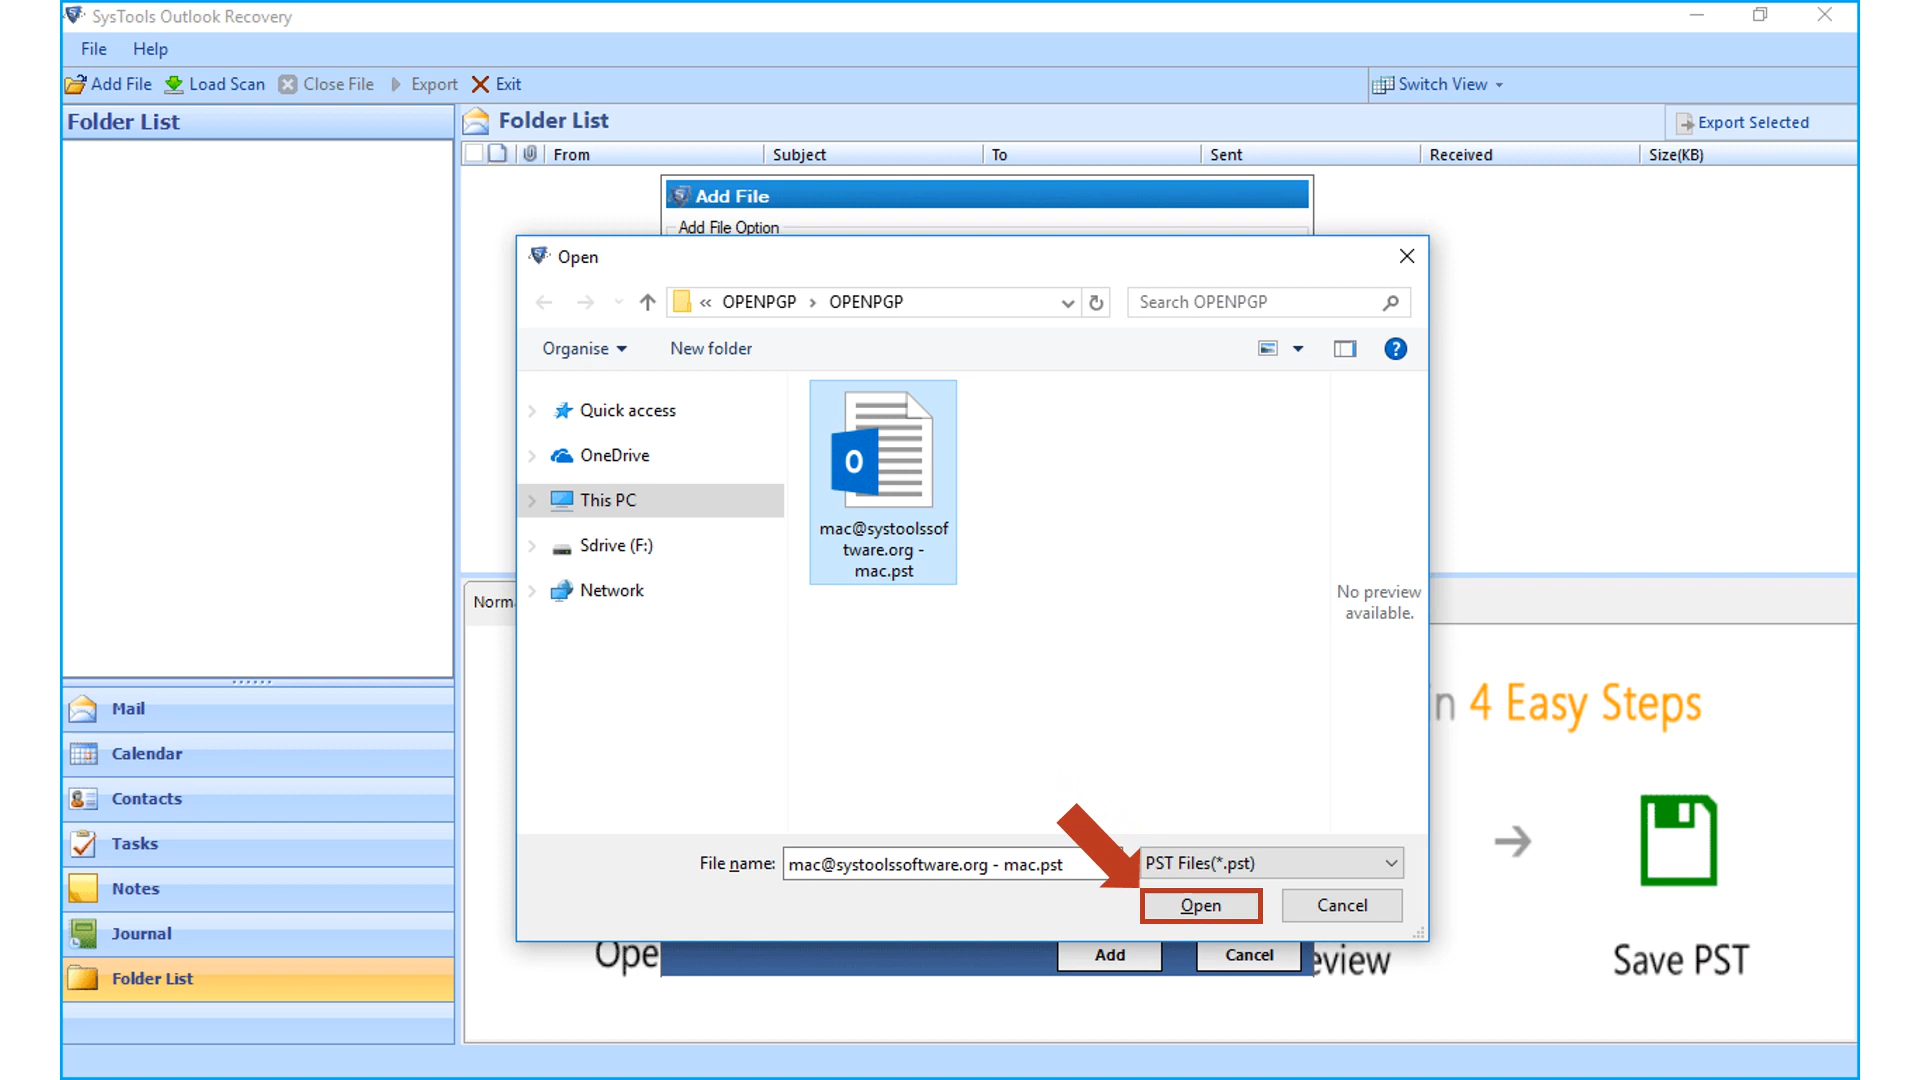 SysTools Outlook Recovery
File Help
Add File Load Scan Close File Export Exit Switch View
Folder List
Folder List
Export Selected
From Subject To Sent Received Size(KB)
Add File
Add File Option
Open
« OPENPGP > OPENPGP
Search OPENPGP
Organise New folder
Quick access
OneDrive
This PC
Sdrive (F:)
Network
mac@systoolssof
tware.org -
mac.pst
No preview
available.
Norm
n 4 Easy Steps
File name: mac@systoolssoftware.org - mac.pst PST Files(*.pst)
Open Cancel
Add Cancel
Ope
eview
Save PST
Mail
Calendar
Contacts
Tasks
Notes
Journal
Folder List